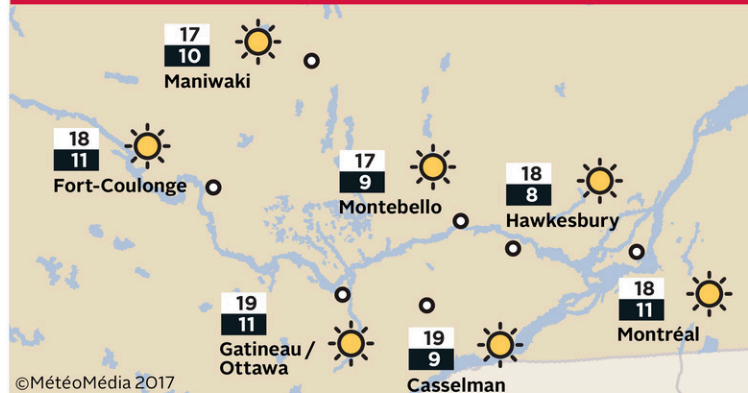 17
10
Maniwaki
18
11
Fort-Coulonge
17
9
Montebello
18
8
Hawkesbury
19
11
Gatineau /
Ottawa
19
9
Casselman
18
11
Montréal
©MétéoMédia 2017